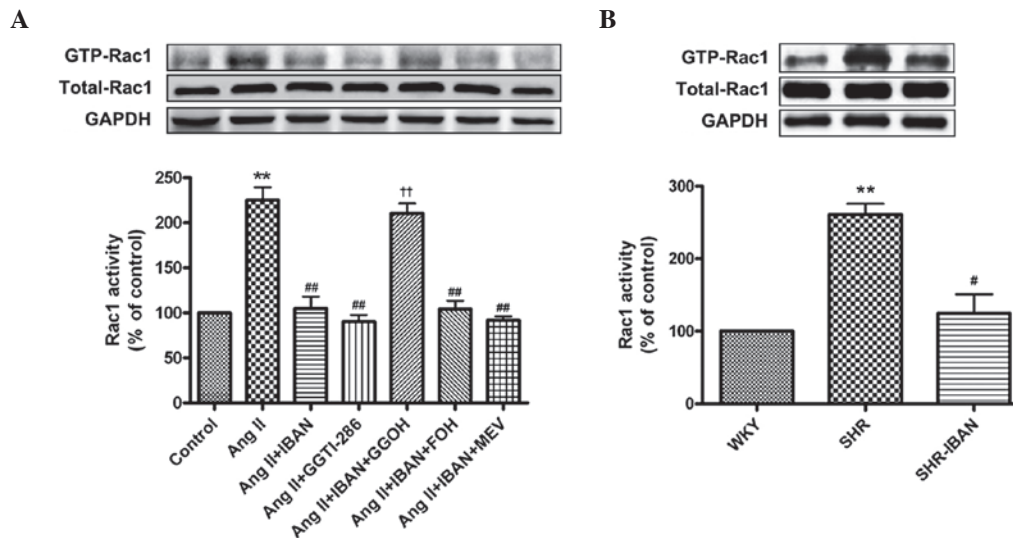 A
GTP-Rac1
Total-Rac1
GAPDH
Rac1 activity
(% of control)
250
200
150
100
50
0
**
##
##
††
##
##
Control
Ang II
Ang II+IBAN
Ang II+GGTI-286
Ang II+IBAN+GGOH
Ang II+IBAN+FOH
Ang II+IBAN+MEV
B
GTP-Rac1
Total-Rac1
GAPDH
Rac1 activity
(% of control)
300
200
100
0
**
#
WKY
SHR
SHR-IBAN